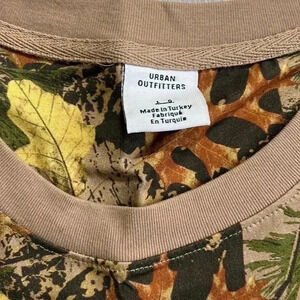 URBAN
OUTFITTERS
Made in Turkey
Fabriqué
En Turquie